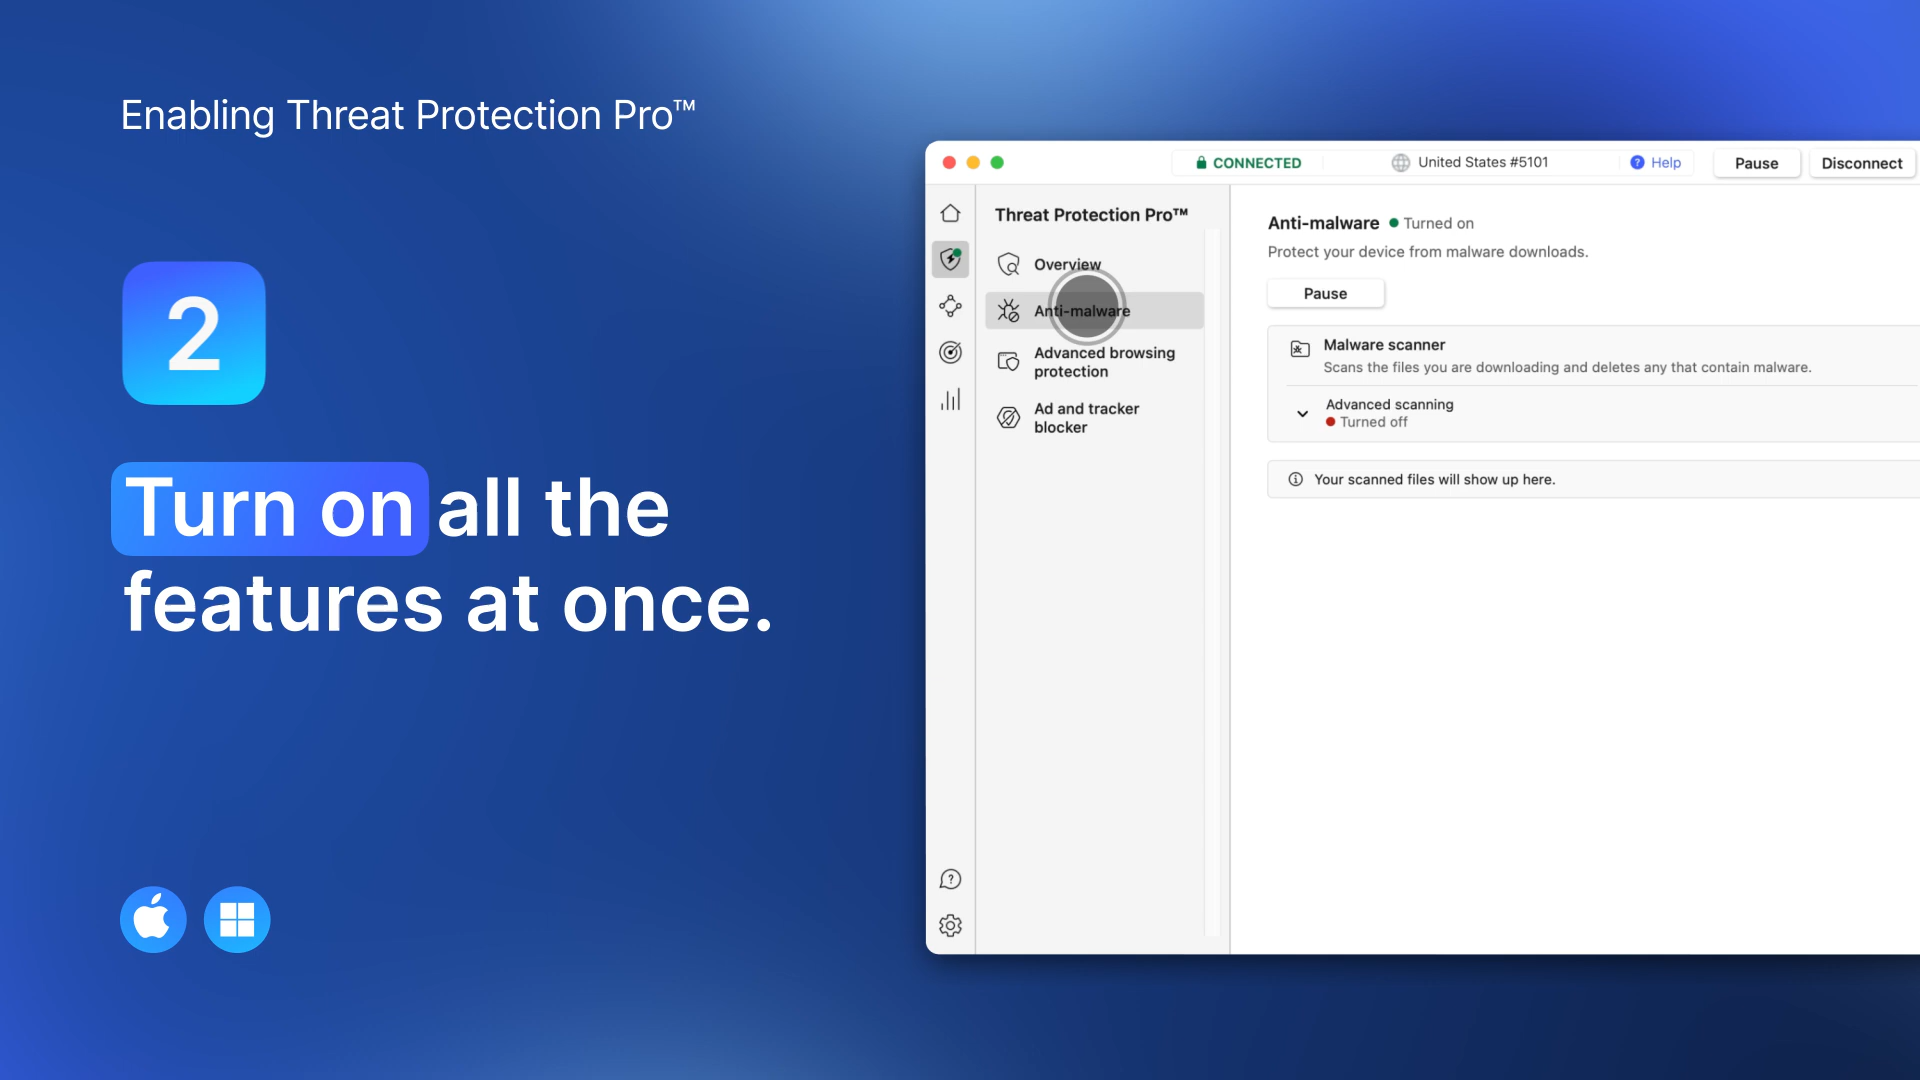 Enabling Threat Protection Pro™
2
Turn on all the
features at once.
CONNECTED
United States #5101
? Help
Pause
Disconnect
Threat Protection Pro™
Overview
Anti-malware
Advanced browsing
protection
Ad and tracker
blocker
Anti-malware
Turned on
Protect your device from malware downloads.
Pause
Malware scanner
Scans the files you are downloading and deletes any that contain malware.
Advanced scanning
Turned off
Your scanned files will show up here.